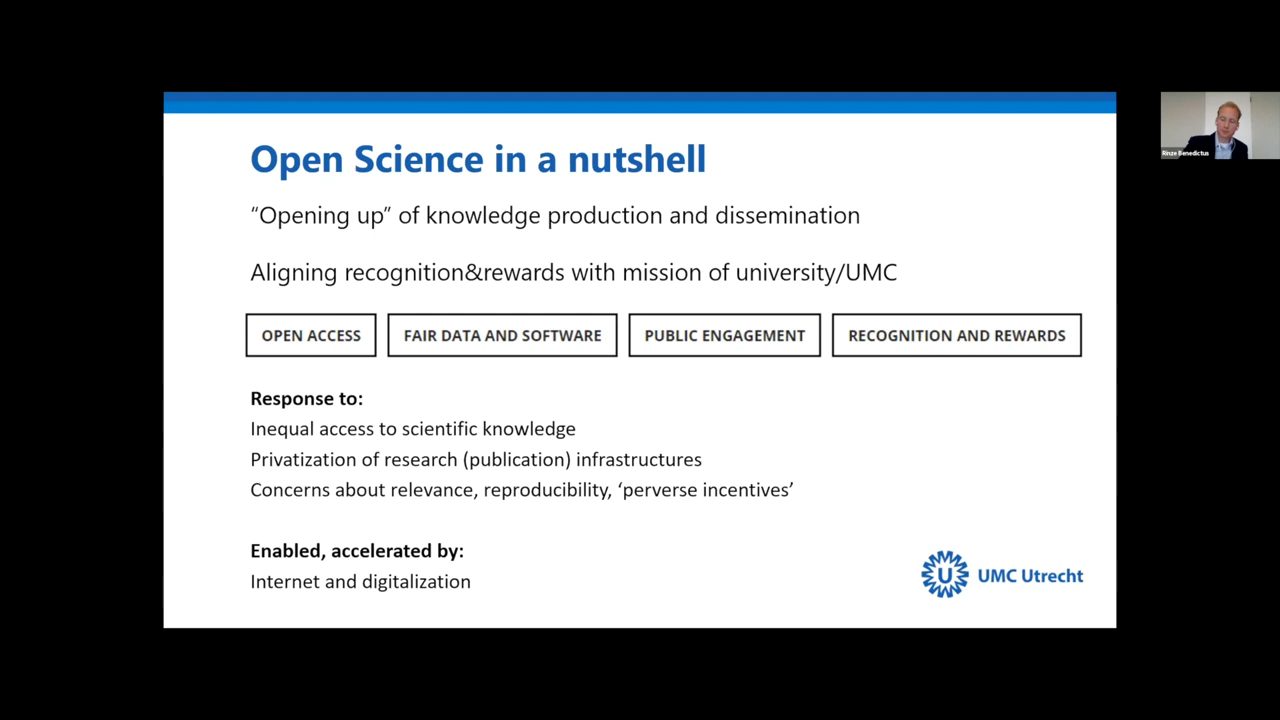 Open Science in a nutshell
“Opening up” of knowledge production and dissemination
Aligning recognition&rewards with mission of university/UMC
OPEN ACCESS
FAIR DATA AND SOFTWARE
PUBLIC ENGAGEMENT
RECOGNITION AND REWARDS
Response to:
Inequal access to scientific knowledge
Privatization of research (publication) infrastructures
Concerns about relevance, reproducibility, ‘perverse incentives’
Enabled, accelerated by:
Internet and digitalization
U
UMC Utrecht
Rinze Benedictus